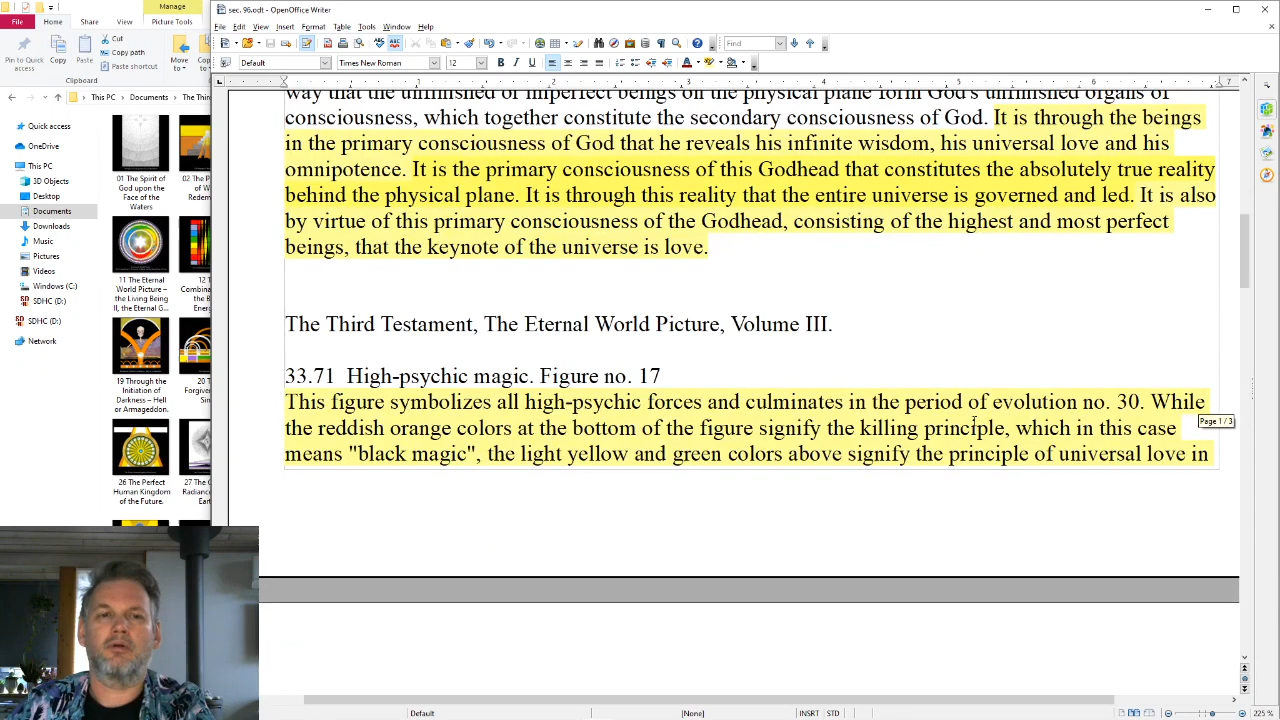 Manage
sec. 96.odt - OpenOffice Writer
File
Home
Share
View
Picture Tools
File Edit View Insert Format Table Tools Window Help
Pin to Quick access
Copy
Paste
Cut
Copy path
Paste shortcut
Move to
Copy to
Find
Default
Times New Roman
12
This PC
Documents
The Third
1
2
3
4
5
6
7
Quick access
OneDrive
This PC
3D Objects
Desktop
Documents
Downloads
Music
Pictures
Videos
Windows (C:)
SDHC (D:)
SDHC (D:)
Network
01 The Spirit of God upon the Face of the Waters
11 The Eternal World Picture – the Living Being II, the Eternal G...
19 Through the Initiation of Darkness – Hell or Armageddon.
26 The Perfect Human Kingdom of the Future.
way that the unfinished or imperfect beings on the physical plane form God's unfinished organs of
consciousness, which together constitute the secondary consciousness of God. It is through the beings
in the primary consciousness of God that he reveals his infinite wisdom, his universal love and his
omnipotence. It is the primary consciousness of this Godhead that constitutes the absolutely true reality
behind the physical plane. It is through this reality that the entire universe is governed and led. It is also
by virtue of this primary consciousness of the Godhead, consisting of the highest and most perfect
beings, that the keynote of the universe is love.
The Third Testament, The Eternal World Picture, Volume III.
33.71 High-psychic magic. Figure no. 17
This figure symbolizes all high-psychic forces and culminates in the period of evolution no. 30. While
the reddish orange colors at the bottom of the figure signify the killing principle, which in this case
means "black magic", the light yellow and green colors above signify the principle of universal love in
Page 1 / 3
Default
[None]
INSRT
STD
225 %